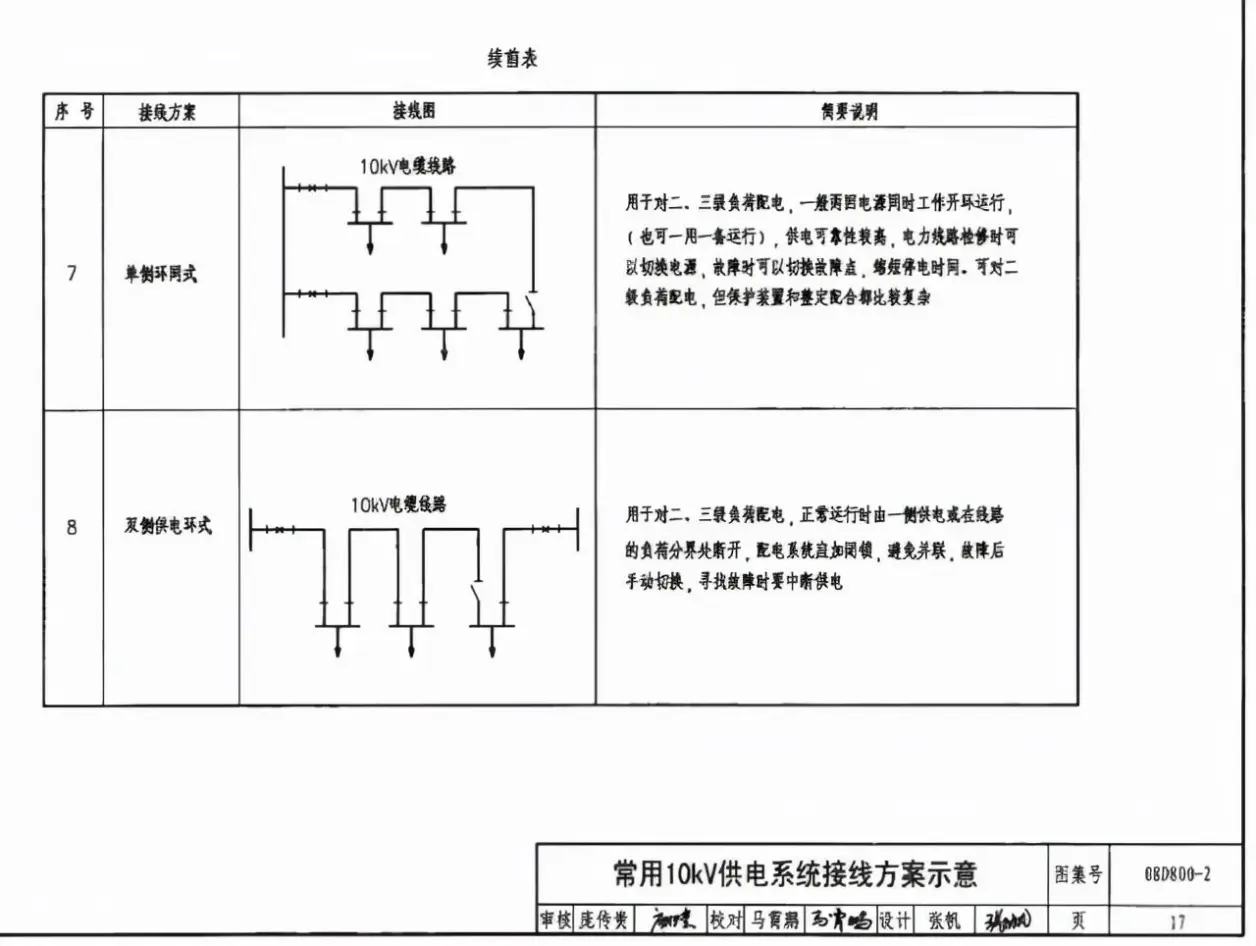 续首表
序 号 接线方案 接线图 简要说明
7 单侧环网式
10kV电缆线路
用于对二、三级负荷配电，一般两回电源同时工作开环运行，
（也可一用一备运行），供电可靠性较高，电力线路检修时可
以切换电源，故障时可以切换故障点，缩短停电时间。可对二
级负荷配电，但保护装置和整定配合都比较复杂
8 双侧供电环式
10kV电缆线路
用于对二、三级负荷配电，正常运行时由一侧供电或在线路
的负荷分界处断开，配电系统应加闭锁，避免并联，故障后
手动切换，寻找故障时要中断供电
常用10kV供电系统接线方案示意 图集号 08D800-2
审核 庞传贵 校对 马霄鹏 设计 张帆 页 17